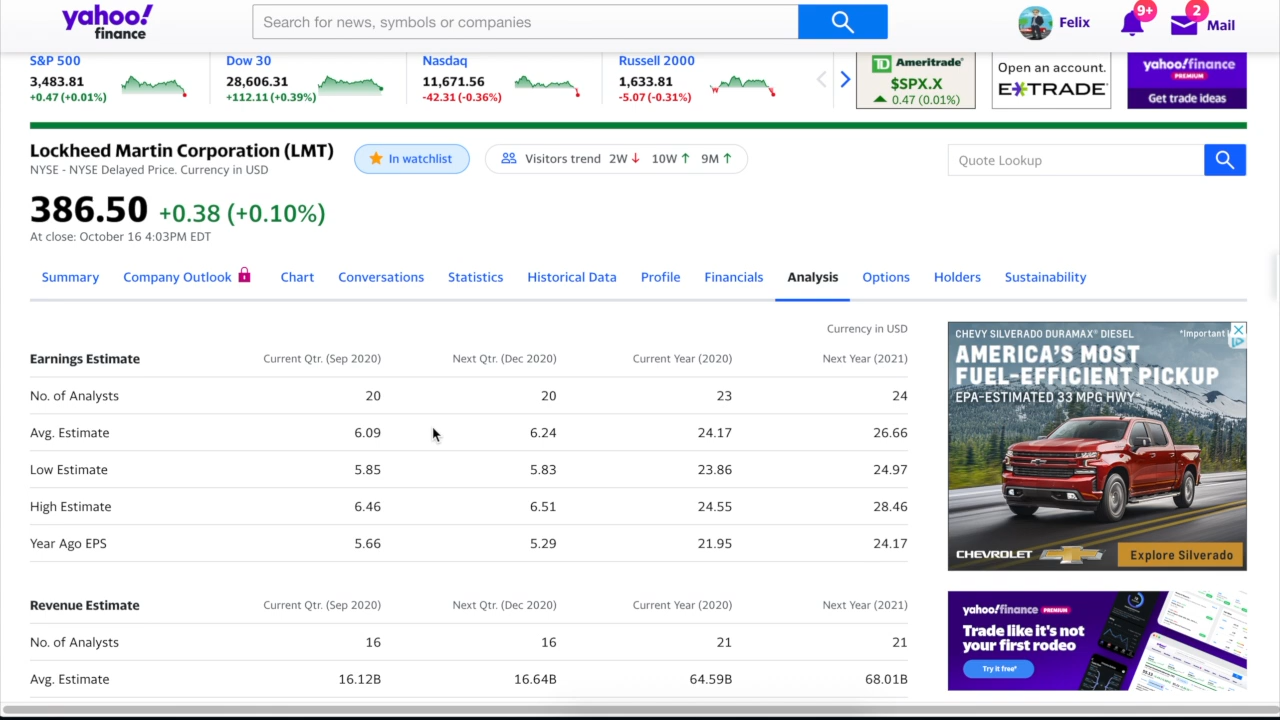 yahoo!
finance
Search for news, symbols or companies
Felix
9+
2
Mail
S&P 500
3,483.81
+0.47 (+0.01%)
Dow 30
28,606.31
+112.11 (+0.39%)
Nasdaq
11,671.56
-42.31 (-0.36%)
Russell 2000
1,633.81
-5.07 (-0.31%)
TD Ameritrade®
$SPX.X
0.47 (0.01%)
Open an account.
E*TRADE®
yahoo!finance
PREMIUM
Get trade ideas
Lockheed Martin Corporation (LMT)
NYSE - NYSE Delayed Price. Currency in USD
In watchlist
Visitors trend 2W ↓ 10W ↑ 9M ↑
Quote Lookup
386.50 +0.38 (+0.10%)
At close: October 16 4:03PM EDT
Summary Company Outlook Chart Conversations Statistics Historical Data Profile Financials Analysis Options Holders Sustainability
Currency in USD
Earnings Estimate Current Qtr. (Sep 2020) Next Qtr. (Dec 2020) Current Year (2020) Next Year (2021)
No. of Analysts 20 20 23 24
Avg. Estimate 6.09 6.24 24.17 26.66
Low Estimate 5.85 5.83 23.86 24.97
High Estimate 6.46 6.51 24.55 28.46
Year Ago EPS 5.66 5.29 21.95 24.17
Revenue Estimate Current Qtr. (Sep 2020) Next Qtr. (Dec 2020) Current Year (2020) Next Year (2021)
No. of Analysts 16 16 21 21
Avg. Estimate 16.12B 16.64B 64.59B 68.01B
CHEVY SILVERADO DURAMAX® DIESEL
*Important
AMERICA'S MOST
FUEL-EFFICIENT PICKUP
EPA-ESTIMATED 33 MPG HWY*
CHEVROLET
Explore Silverado
yahoo!finance PREMIUM
Trade like it's not
your first rodeo
Try it free*